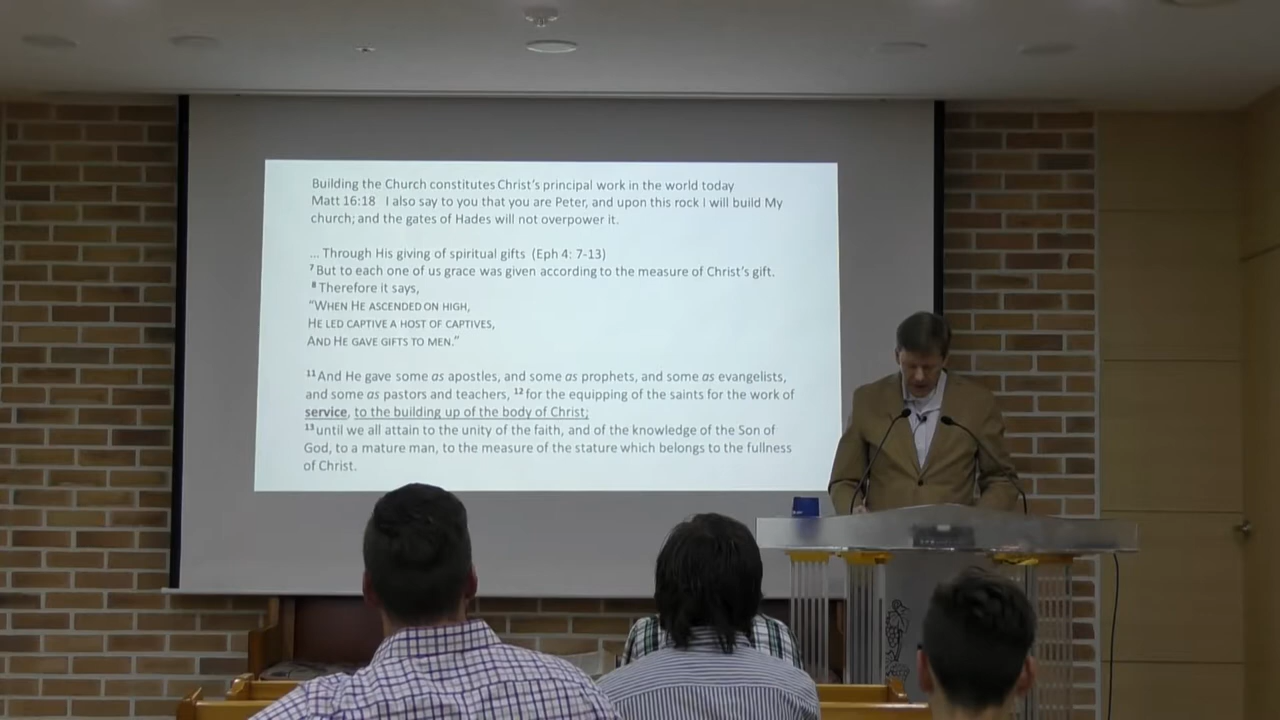 Building the Church constitutes Christ's principal work in the world today
Matt 16:18 I also say to you that you are Peter, and upon this rock I will build My
church; and the gates of Hades will not overpower it.
... Through His giving of spiritual gifts (Eph 4: 7-13)
7 But to each one of us grace was given according to the measure of Christ's gift.
8 Therefore it says,
"WHEN HE ASCENDED ON HIGH,
HE LED CAPTIVE A HOST OF CAPTIVES,
AND HE GAVE GIFTS TO MEN."
11 And He gave some as apostles, and some as prophets, and some as evangelists,
and some as pastors and teachers, 12 for the equipping of the saints for the work of
service, to the building up of the body of Christ;
13 until we all attain to the unity of the faith, and of the knowledge of the Son of
God, to a mature man, to the measure of the stature which belongs to the fullness
of Christ.